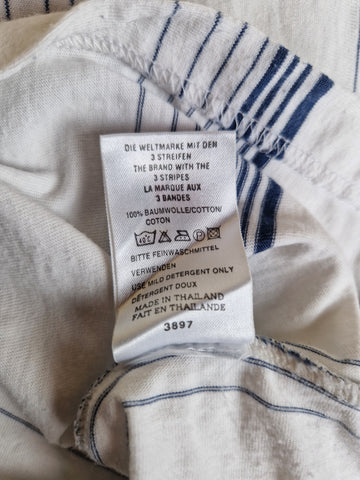 DIE WELTMARKE MIT DEN
3 STREIFEN
THE BRAND WITH THE
3 STRIPES
LA MARQUE AUX
3 BANDES
100% BAUMWOLLE/COTTON/
COTON
40°C
BITTE FEINWASCHMITTEL
VERWENDEN
USE MILD DETERGENT ONLY
DÉTERGENT DOUX
MADE IN THAILAND
FAIT EN THAILANDE
3897